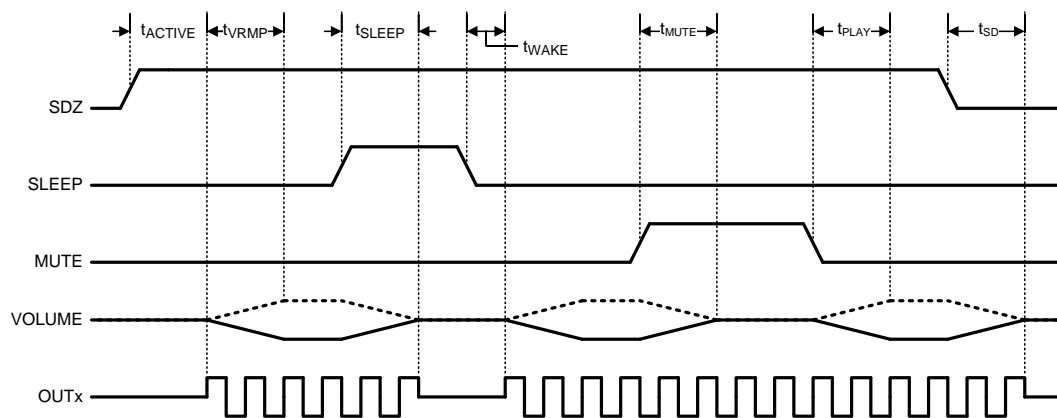 tACTIVE tVRMP tSLEEP tWAKE tMUTE tPLAY tSD
SDZ
SLEEP
MUTE
VOLUME
OUTx